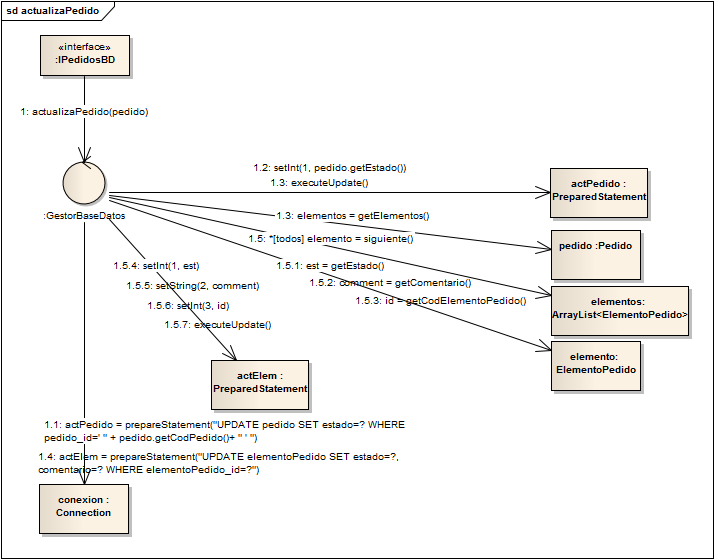 sd actualizaPedido
«interface»
:IPedidosBD
1: actualizaPedido(pedido)
:GestorBaseDatos
1.2: setInt(1, pedido.getEstado())
1.3: executeUpdate()
actPedido :
PreparedStatement
1.3: elementos = getElementos()
1.5: *[todos] elemento = siguiente()
pedido :Pedido
1.5.1: est = getEstado()
1.5.2: comment = getComentario()
1.5.3: id = getCodElementoPedido()
elementos:
ArrayList<ElementoPedido>
1.5.4: setInt(1, est)
1.5.5: setString(2, comment)
1.5.6: setInt(3, id)
1.5.7: executeUpdate()
elemento:
ElementoPedido
actElem :
PreparedStatement
1.1: actPedido = prepareStatement("UPDATE pedido SET estado=? WHERE
pedido_id=' " + pedido.getCodPedido()+ " ' ")
1.4: actElem = prepareStatement("UPDATE elementoPedido SET estado=?,
comentario=? WHERE elementoPedido_id=?")
conexion :
Connection